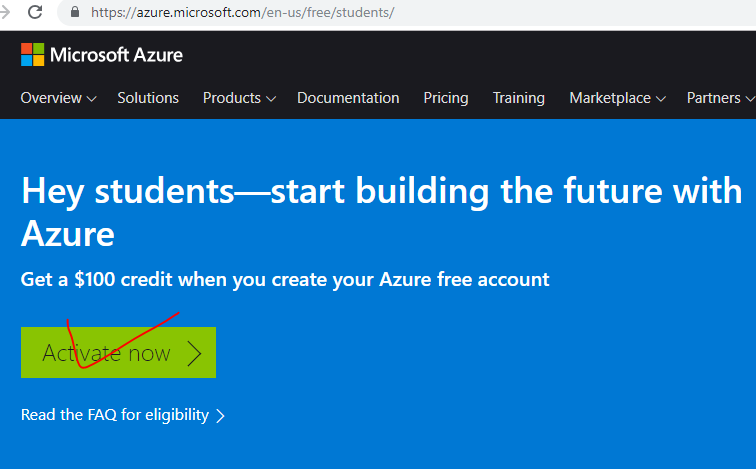 https://azure.microsoft.com/en-us/free/students/
Microsoft Azure
Overview Solutions Products Documentation Pricing Training Marketplace Partners
Hey students—start building the future with
Azure
Get a $100 credit when you create your Azure free account
Activate now
Read the FAQ for eligibility